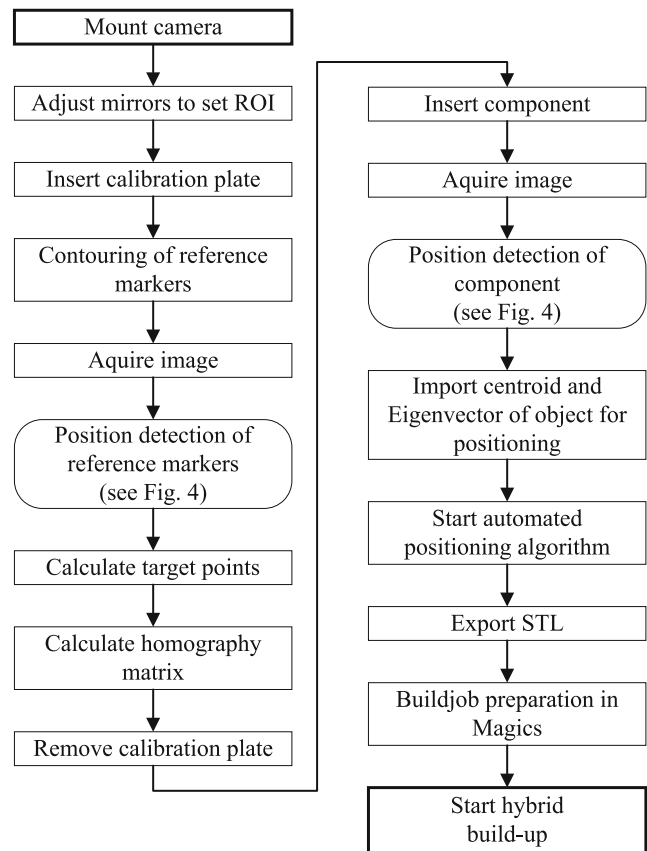 Mount camera
Adjust mirrors to set ROI
Insert calibration plate
Contouring of reference
markers
Aquire image
Position detection of
reference markers
(see Fig. 4)
Calculate target points
Calculate homography
matrix
Remove calibration plate
Insert component
Aquire image
Position detection of
component
(see Fig. 4)
Import centroid and
Eigenvector of object for
positioning
Start automated
positioning algorithm
Export STL
Buildjob preparation in
Magics
Start hybrid
build-up